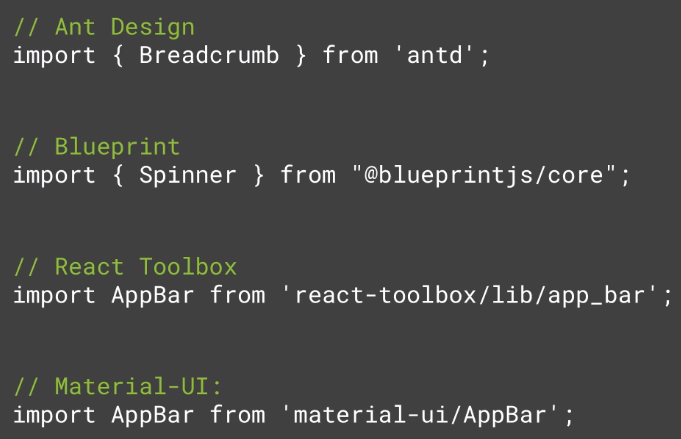 // Ant Design
import { Breadcrumb } from 'antd';
// Blueprint
import { Spinner } from "@blueprintjs/core";
// React Toolbox
import AppBar from 'react-toolbox/lib/app_bar';
// Material-UI:
import AppBar from 'material-ui/AppBar';